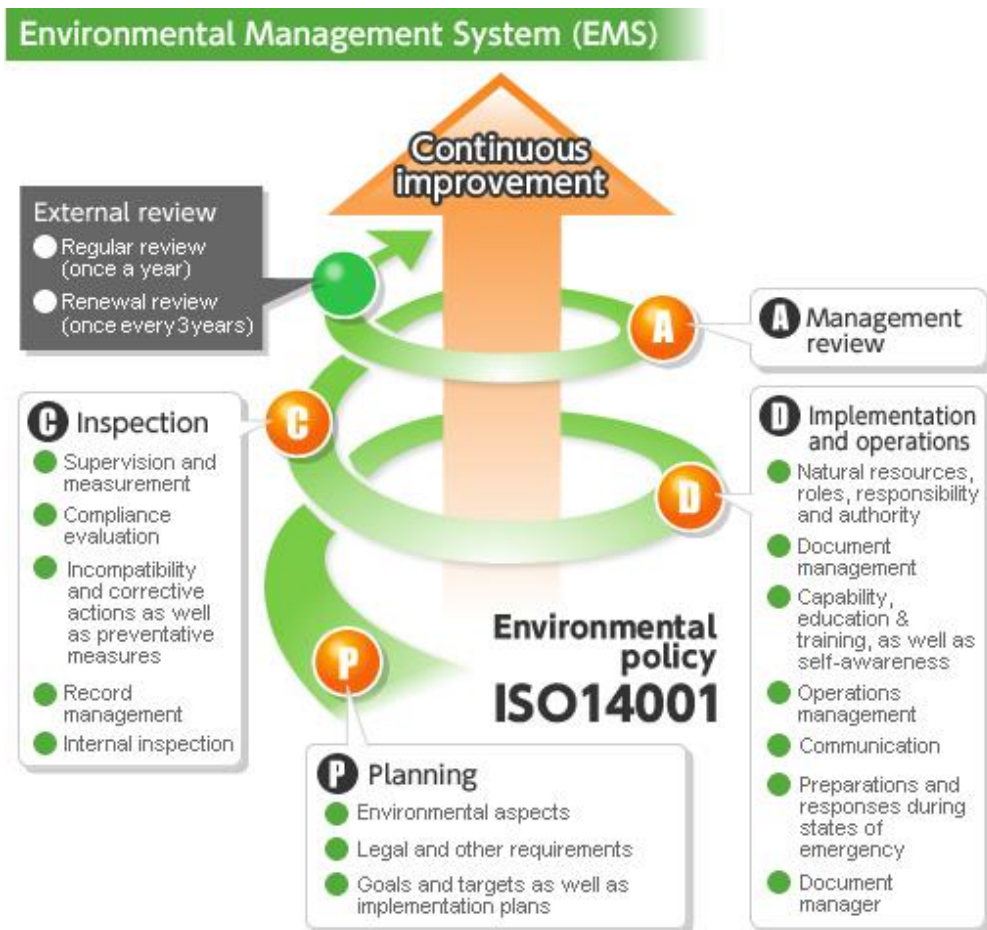 Environmental Management System (EMS)
Continuous
improvement
External review
Regular review
(once a year)
Renewal review
(once every 3 years)
A
A Management
review
C Inspection
Supervision and
measurement
Compliance
evaluation
Incompatibility
and corrective
actions as well
as preventative
measures
Record
management
Internal inspection
C
D
D Implementation
and operations
Natural resources,
roles, responsibility
and authority
Document
management
Capability,
education &
training, as well as
self-awareness
Operations
management
Communication
Preparations and
responses during
states of
emergency
Document
manager
Environmental
policy
ISO14001
P
P Planning
Environmental aspects
Legal and other requirements
Goals and targets as well as
implementation plans